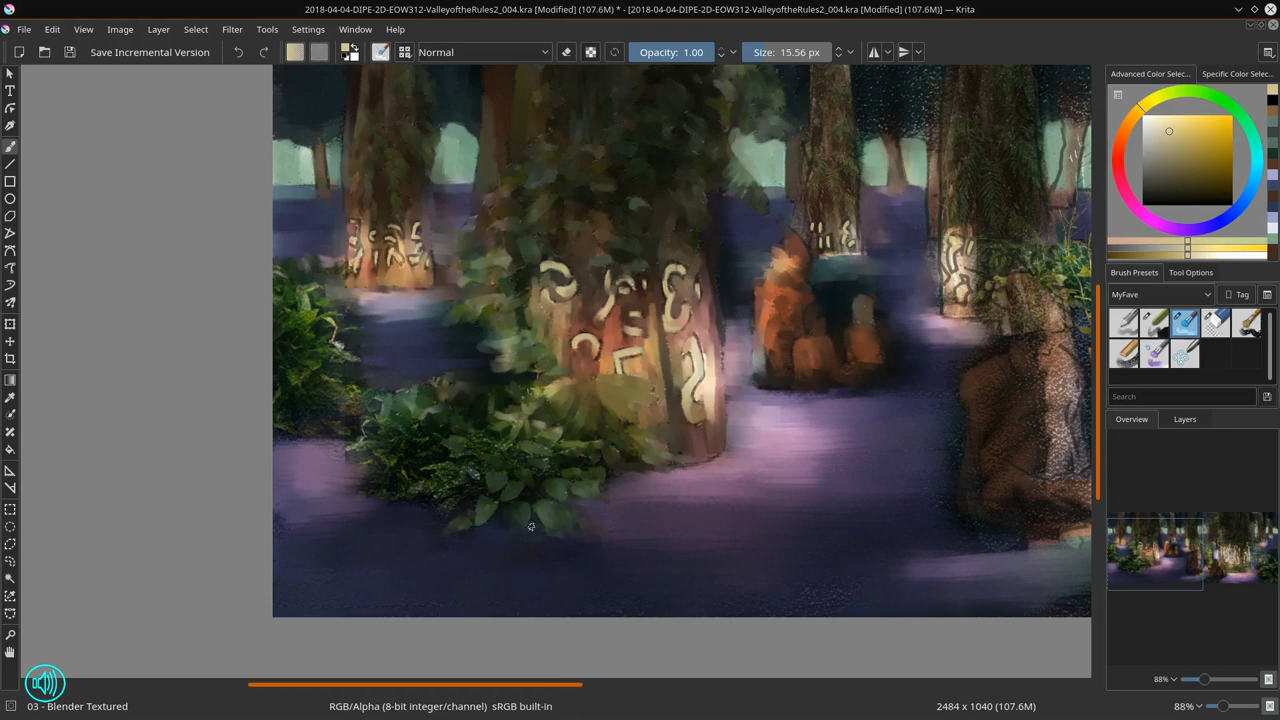 2018-04-04-DIPE-2D-EOW312-ValleyoftheRules2_004.kra [Modified] (107.6M) * - [2018-04-04-DIPE-2D-EOW312-ValleyoftheRules2_004.kra [Modified] (107.6M)] — Krita
File Edit View Image Layer Select Filter Tools Settings Window Help
Save Incremental Version Normal Opacity: 1.00 Size: 15.56 px
Advanced Color Selec... Specific Color Selec...
Brush Presets Tool Options
MyFave Tag
Search
Overview Layers
88%
03 - Blender Textured RGB/Alpha (8-bit integer/channel) sRGB built-in 2484 x 1040 (107.6M) 88%